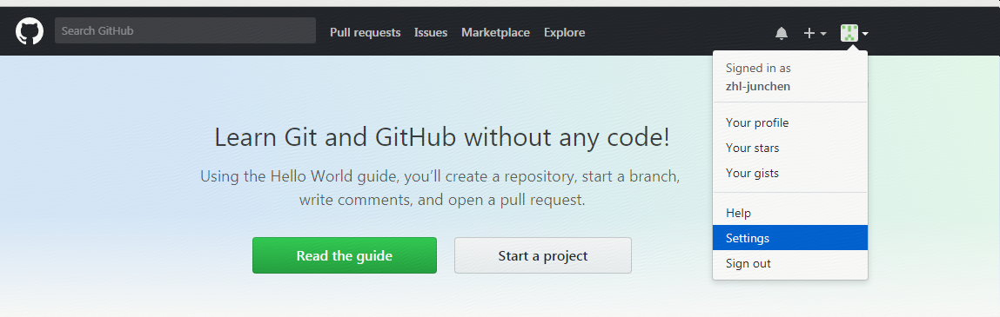 Search GitHub
Pull requests
Issues
Marketplace
Explore
Signed in as
zhl-junchen
Your profile
Your stars
Your gists
Help
Settings
Sign out
Learn Git and GitHub without any code!
Using the Hello World guide, you’ll create a repository, start a branch,
write comments, and open a pull request.
Read the guide
Start a project